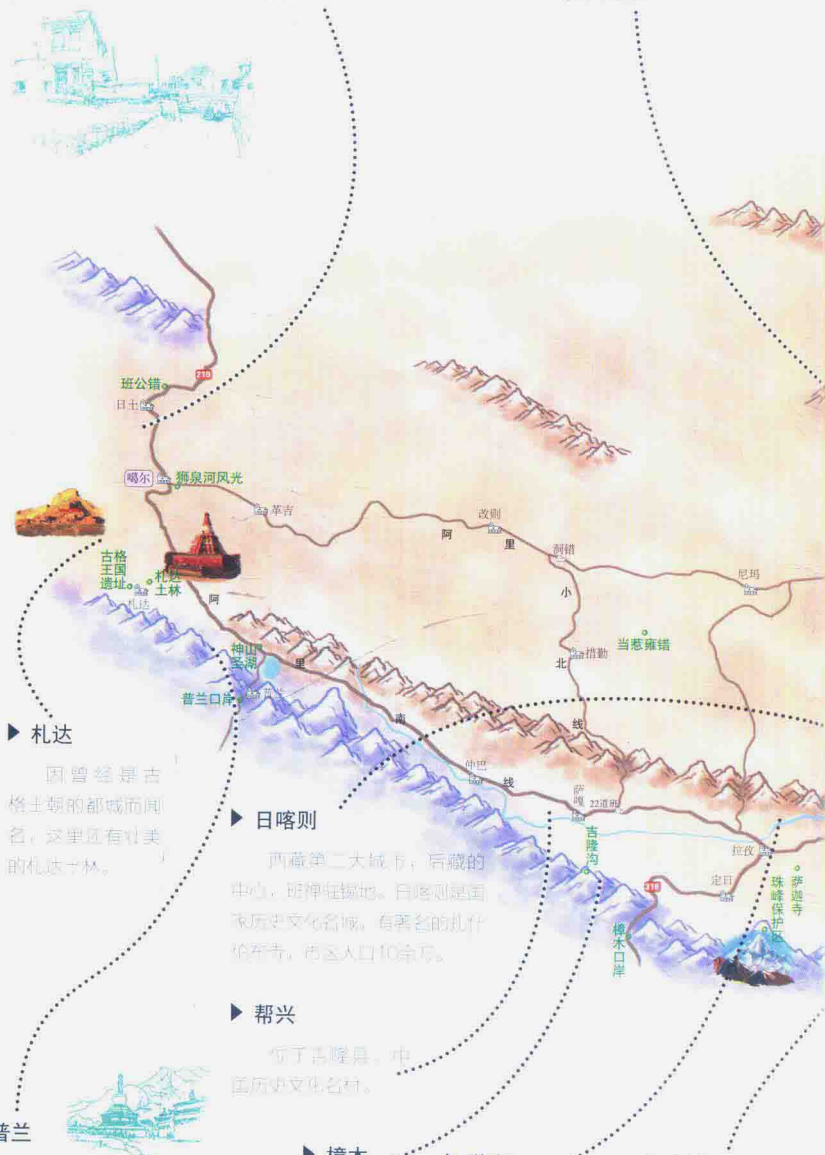 219
班公错
日土
噶尔
狮泉河风光
革吉
改则
阿
里
洞错
尼玛
古格
王国
遗址
札达
土林
札达
阿
小
当惹雍错
神山
圣湖
里
北
措勤
普兰口岸
普兰
南
线
▶ 札达
因曾经是古
格王朝的都城而闻
名，这里还有壮美
的札达土林。
仲巴
线
萨嘎
22道班
▶ 日喀则
西藏第二大城市，后藏的
中心，班禅驻锡地。日喀则是国
家历史文化名城，有著名的扎什
伦布寺，市区人口10余万。
吉隆沟
拉孜
318
定日
珠峰保护区
萨迦寺
樟木口岸
▶ 帮兴
位于吉隆县，中
国历史文化名村。
普兰